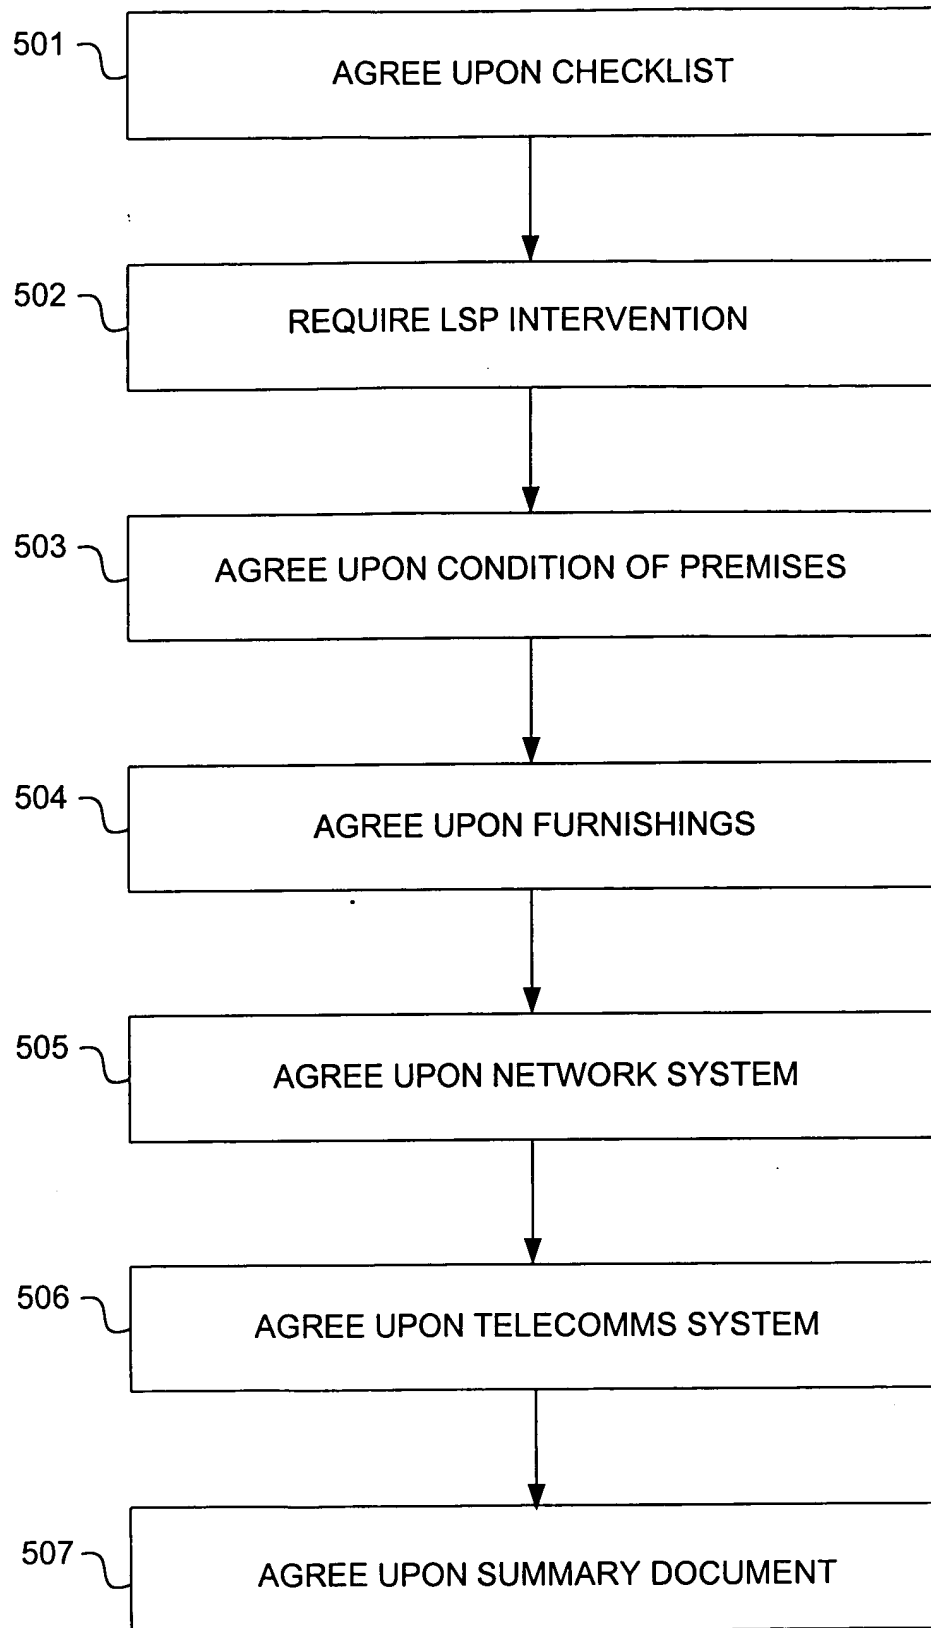 501
AGREE UPON CHECKLIST
502
REQUIRE LSP INTERVENTION
503
AGREE UPON CONDITION OF PREMISES
504
AGREE UPON FURNISHINGS
505
AGREE UPON NETWORK SYSTEM
506
AGREE UPON TELECOMMS SYSTEM
507
AGREE UPON SUMMARY DOCUMENT